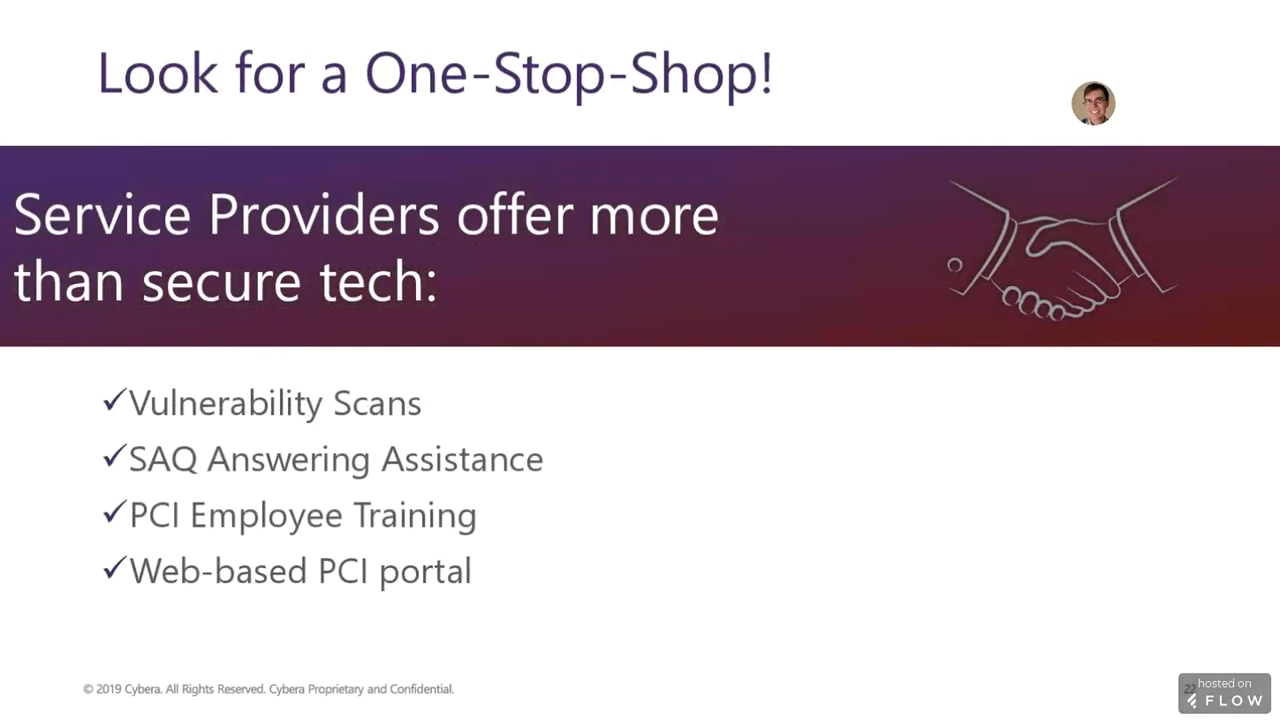 Look for a One-Stop-Shop!
Service Providers offer more
than secure tech:
✓Vulnerability Scans
✓SAQ Answering Assistance
✓PCI Employee Training
✓Web-based PCI portal
© 2019 Cybera. All Rights Reserved. Cybera Proprietary and Confidential.
22
hosted on
FLOW